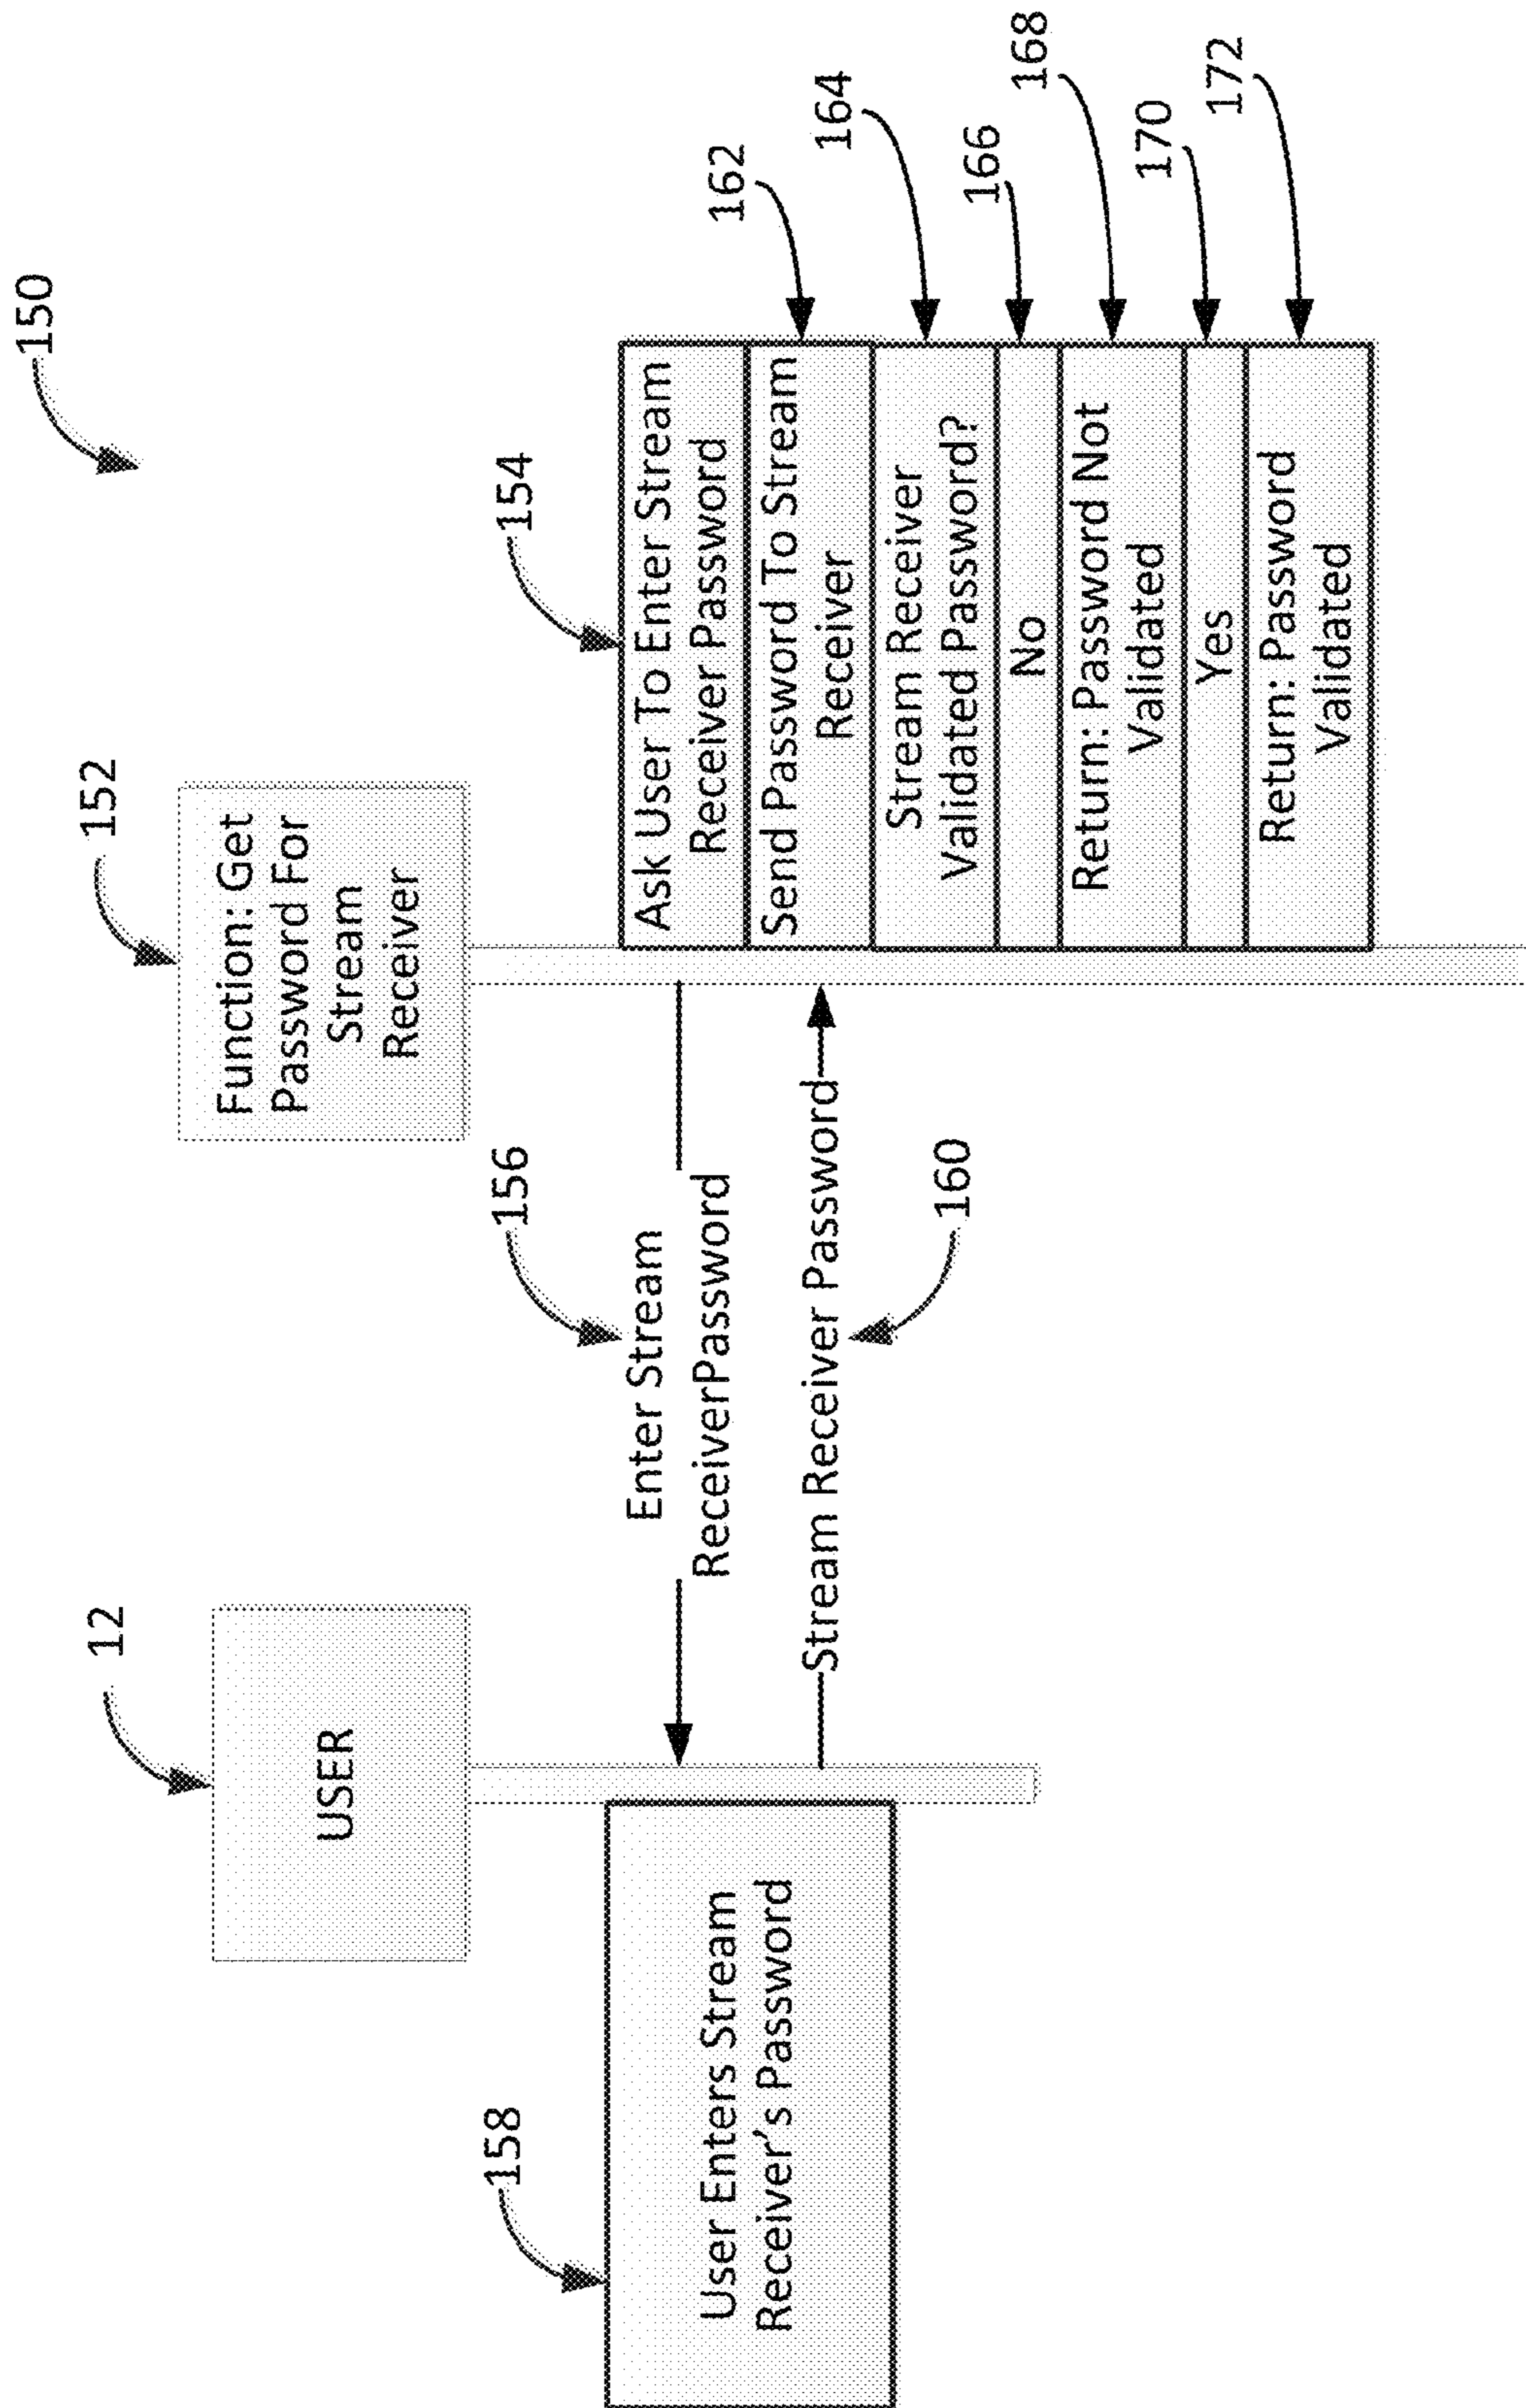 150
12
USER
152
Function: Get
Password For
Stream
Receiver
158
User Enters Stream
Receiver's Password
156
Enter Stream
ReceiverPassword
Stream Receiver Password
160
154
Ask User To Enter Stream
Receiver Password
Send Password To Stream
Receiver
162
Stream Receiver
Validated Password?
164
No
166
Return: Password Not
Validated
168
Yes
170
Return: Password
Validated
172